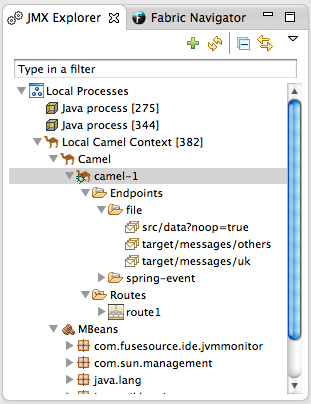 JMX Explorer
Fabric Navigator
Type in a filter
Local Processes
Java process [275]
Java process [344]
Local Camel Context [382]
Camel
camel-1
Endpoints
file
src/data?noop=true
target/messages/others
target/messages/uk
spring-event
Routes
route1
MBeans
com.fusesource.ide.jvmmonitor
com.sun.management
java.lang